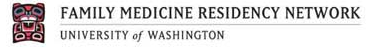 FAMILY MEDICINE RESIDENCY NETWORK
UNIVERSITY of WASHINGTON